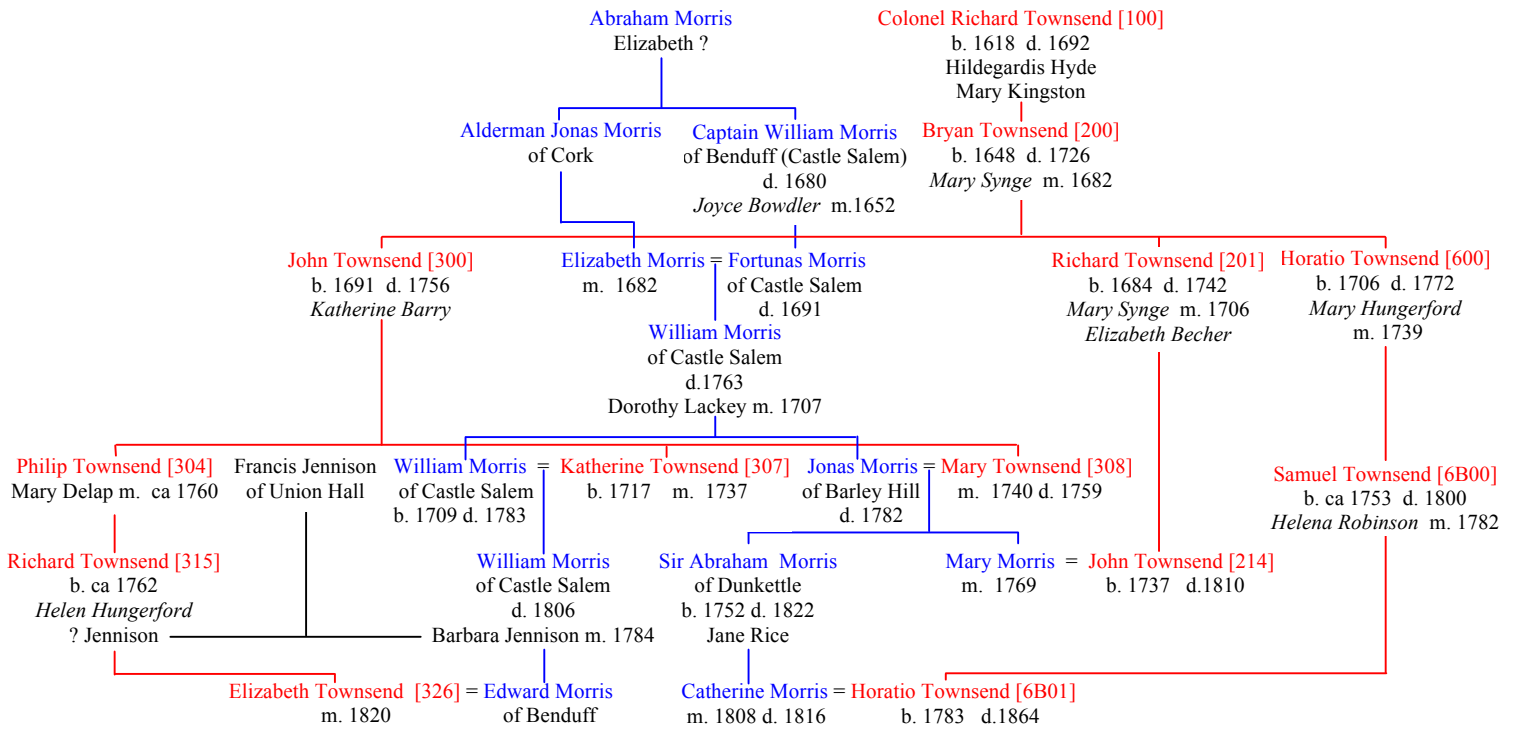 Abraham Morris
Elizabeth ?
Colonel Richard Townsend [100]
b. 1618 d. 1692
Hildegardis Hyde
Mary Kingston
Alderman Jonas Morris
of Cork
Captain William Morris
of Benduff (Castle Salem)
d. 1680
Joyce Bowdler m.1652
Bryan Townsend [200]
b. 1648 d. 1726
Mary Synge m. 1682
John Townsend [300]
b. 1691 d. 1756
Katherine Barry
Elizabeth Morris = Fortunas Morris
m. 1682
of Castle Salem
d. 1691
Richard Townsend [201]
b. 1684 d. 1742
Mary Synge m. 1706
Elizabeth Becher
Horatio Townsend [600]
b. 1706 d. 1772
Mary Hungerford
m. 1739
William Morris
of Castle Salem
d.1763
Dorothy Lackey m. 1707
Philip Townsend [304]
Mary Delap m. ca 1760
Francis Jennison
of Union Hall
William Morris = Katherine Townsend [307]
of Castle Salem
b. 1709 d. 1783
b. 1717 m. 1737
Jonas Morris = Mary Townsend [308]
of Barley Hill
d. 1782
m. 1740 d. 1759
Samuel Townsend [6B00]
b. ca 1753 d. 1800
Helena Robinson m. 1782
Richard Townsend [315]
b. ca 1762
Helen Hungerford
? Jennison
William Morris
of Castle Salem
d. 1806
Barbara Jennison m. 1784
Sir Abraham Morris
of Dunkettle
b. 1752 d. 1822
Jane Rice
Mary Morris = John Townsend [214]
m. 1769
b. 1737 d.1810
Elizabeth Townsend [326] = Edward Morris
m. 1820
of Benduff
Catherine Morris = Horatio Townsend [6B01]
m. 1808 d. 1816
b. 1783 d.1864